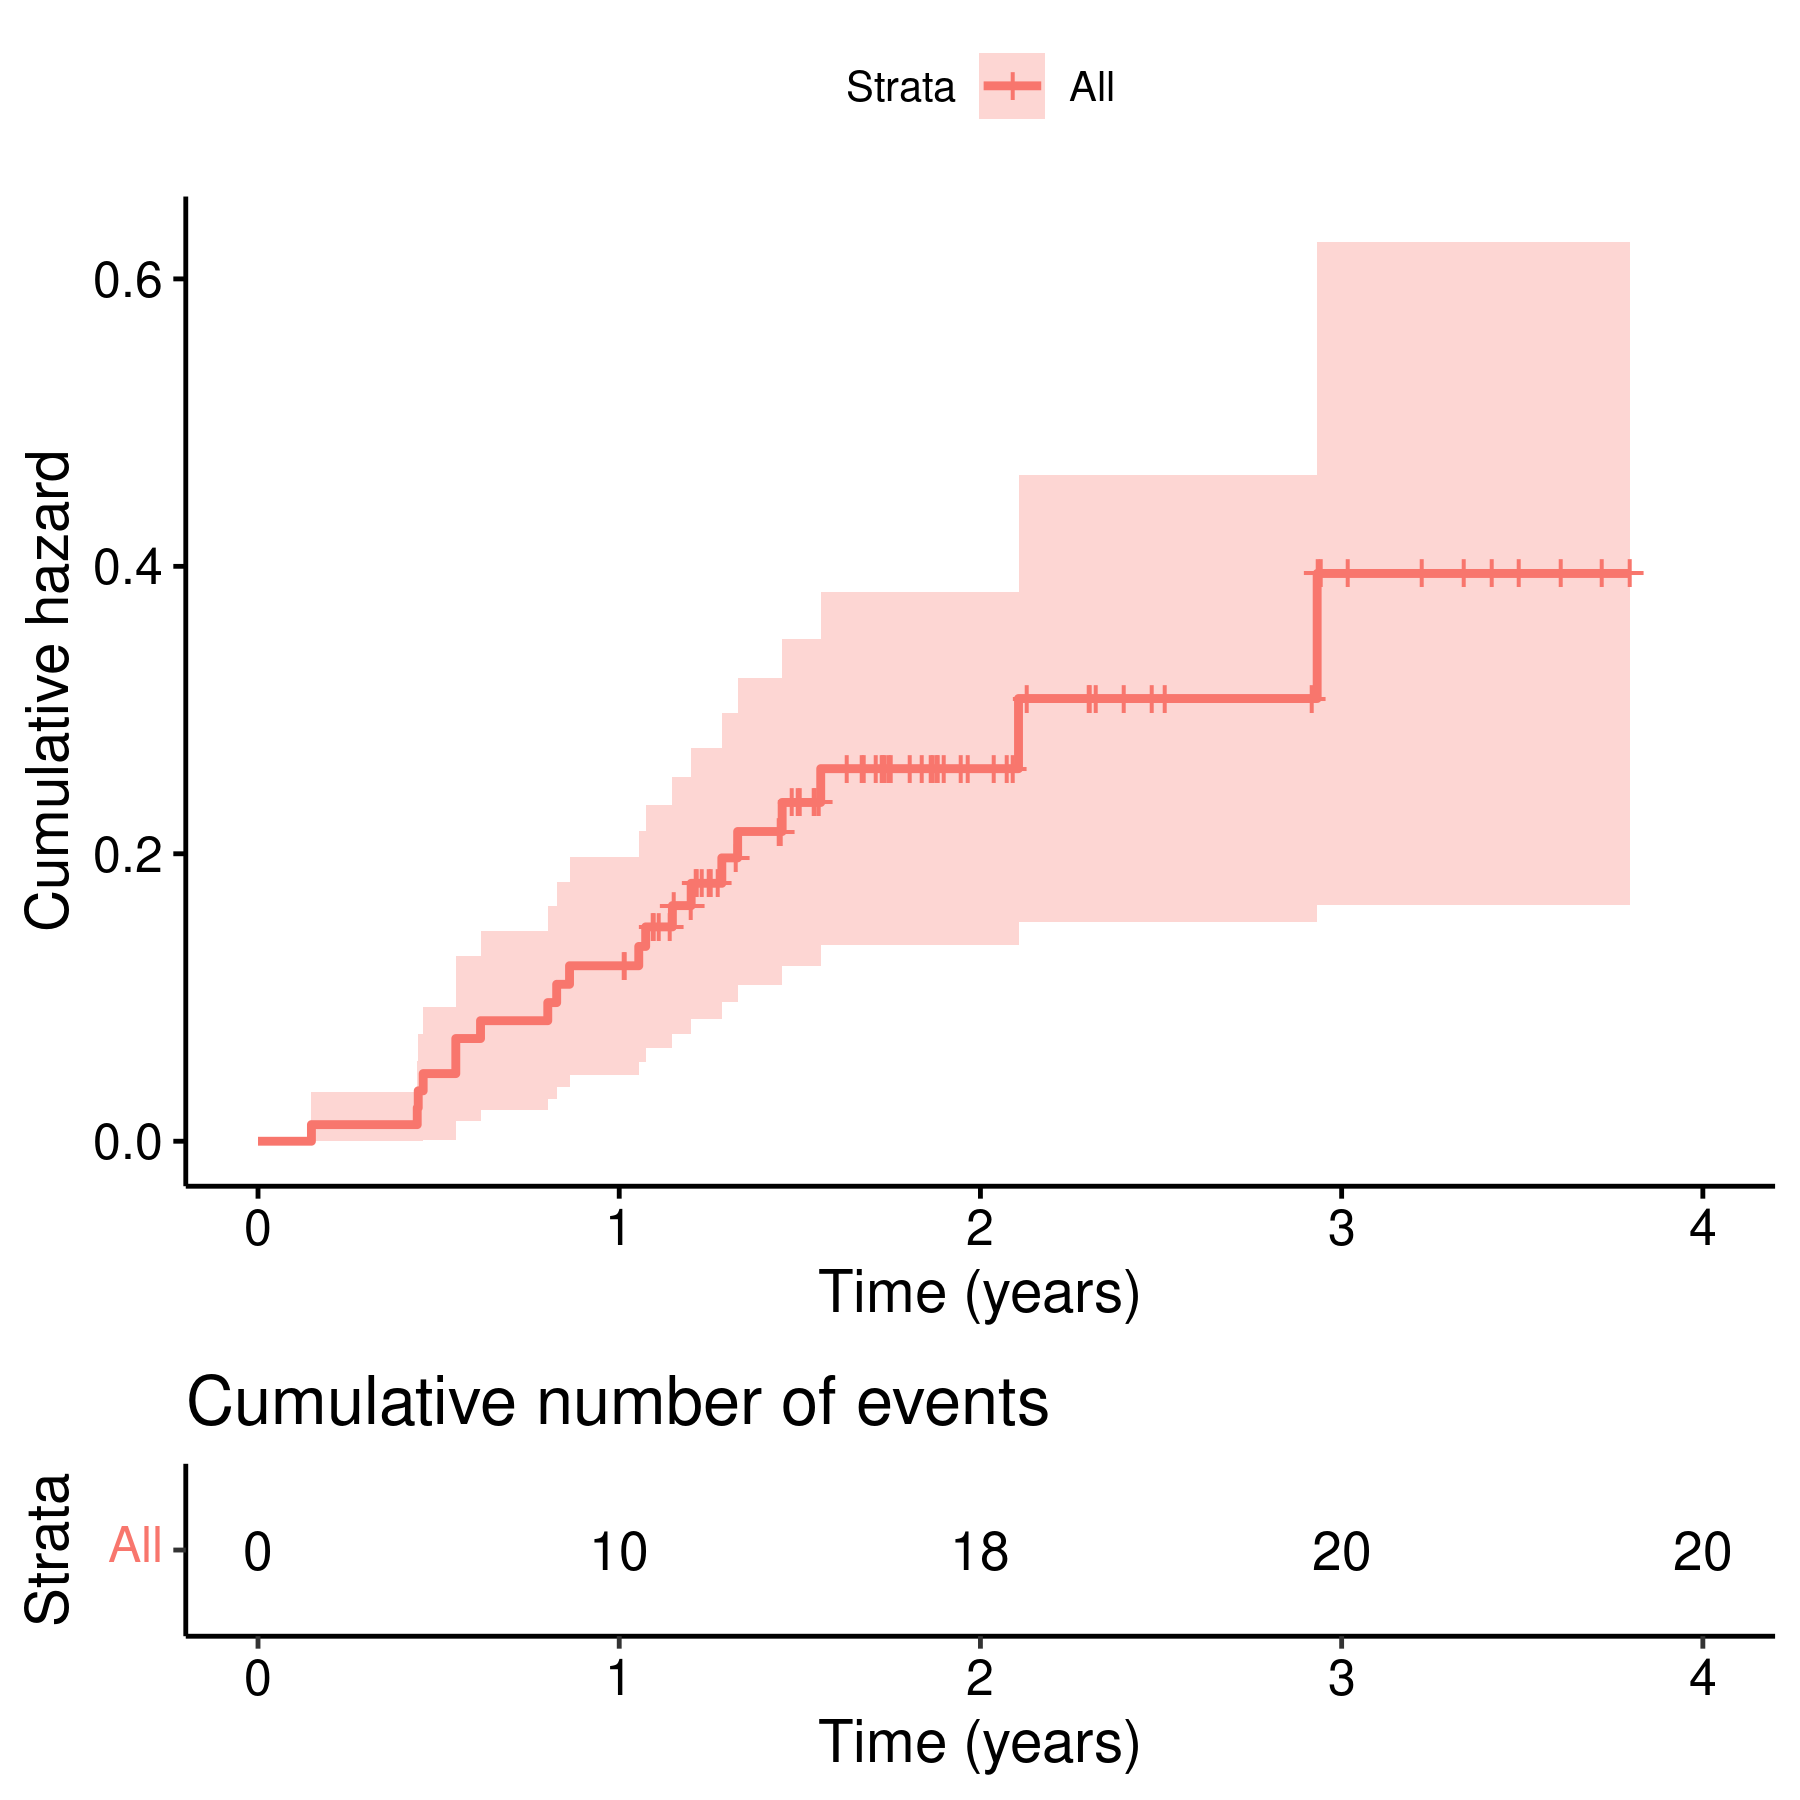 Strata All
Cumulative hazard
0.6
0.4
0.2
0.0
0 1 2 3 4
Time (years)
Cumulative number of events
Strata
All 0 10 18 20 20
0 1 2 3 4
Time (years)